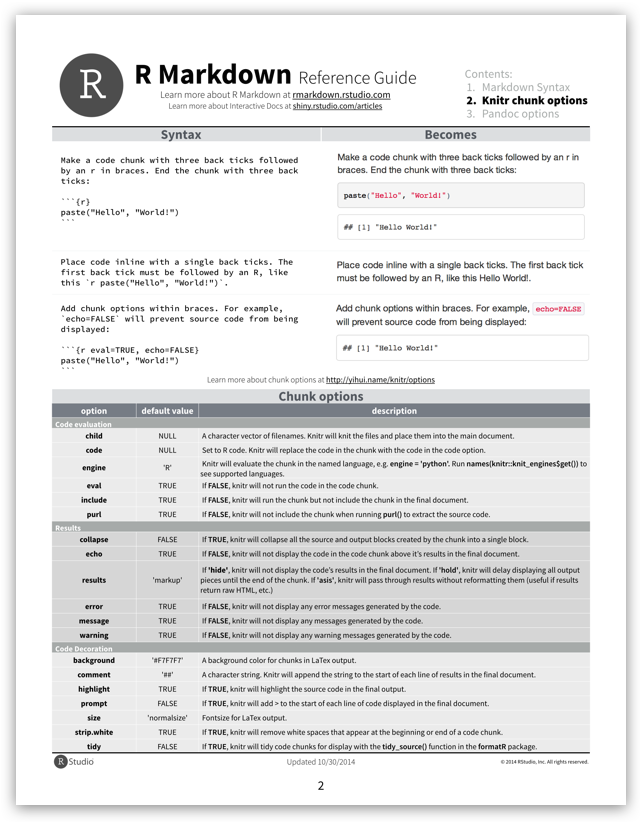 R
R Markdown Reference Guide
Learn more about R Markdown at rmarkdown.rstudio.com
Learn more about Interactive Docs at shiny.rstudio.com/articles
Contents:
1. Markdown Syntax
2. Knitr chunk options
3. Pandoc options
Syntax
Make a code chunk with three back ticks followed
by an r in braces. End the chunk with three back
ticks:
```{r}
paste("Hello", "World!")
```
Place code inline with a single back ticks. The
first back tick must be followed by an R, like
this `r paste("Hello", "World!")`.
Add chunk options within braces. For example,
`echo=FALSE` will prevent source code from being
displayed:
```{r eval=TRUE, echo=FALSE}
paste("Hello", "World!")
```
Becomes
Make a code chunk with three back ticks followed by an r in
braces. End the chunk with three back ticks:
paste("Hello", "World!")
## [1] "Hello World!"
Place code inline with a single back ticks. The first back tick
must be followed by an R, like this Hello World!.
Add chunk options within braces. For example, echo=FALSE
will prevent source code from being displayed:
## [1] "Hello World!"
Learn more about chunk options at http://yihui.name/knitr/options
Chunk options
option default value description
Code evaluation
child NULL A character vector of filenames. Knitr will knit the files and place them into the main document.
code NULL Set to R code. Knitr will replace the code in the chunk with the code in the code option.
engine 'R' Knitr will evaluate the chunk in the named language, e.g. engine = 'python'. Run names(knitr::knit_engines$get()) to
see supported languages.
eval TRUE If FALSE, knitr will not run the code in the code chunk.
include TRUE If FALSE, knitr will run the chunk but not include the chunk in the final document.
purl TRUE If FALSE, knitr will not include the chunk when running purl() to extract the source code.
Results
collapse FALSE If TRUE, knitr will collapse all the source and output blocks created by the chunk into a single block.
echo TRUE If FALSE, knitr will not display the code in the code chunk above it's results in the final document.
results 'markup' If 'hide', knitr will not display the code's results in the final document. If 'hold', knitr will delay displaying all output
pieces until the end of the chunk. If 'asis', knitr will pass through results without reformatting them (useful if results
return raw HTML, etc.)
error TRUE If FALSE, knitr will not display any error messages generated by the code.
message TRUE If FALSE, knitr will not display any messages generated by the code.
warning TRUE If FALSE, knitr will not display any warning messages generated by the code.
Code Decoration
background '#F7F7F7' A background color for chunks in LaTex output.
comment '##' A character string. Knitr will append the string to the start of each line of results in the final document.
highlight TRUE If TRUE, knitr will highlight the source code in the final output.
prompt FALSE If TRUE, knitr will add > to the start of each line of code displayed in the final document.
size 'normalsize' Fontsize for LaTex output.
strip.white TRUE If TRUE, knitr will remove white spaces that appear at the beginning or end of a code chunk.
tidy FALSE If TRUE, knitr will tidy code chunks for display with the tidy_source() function in the formatR package.
R Studio
Updated 10/30/2014
© 2014 RStudio, Inc. All rights reserved.
2